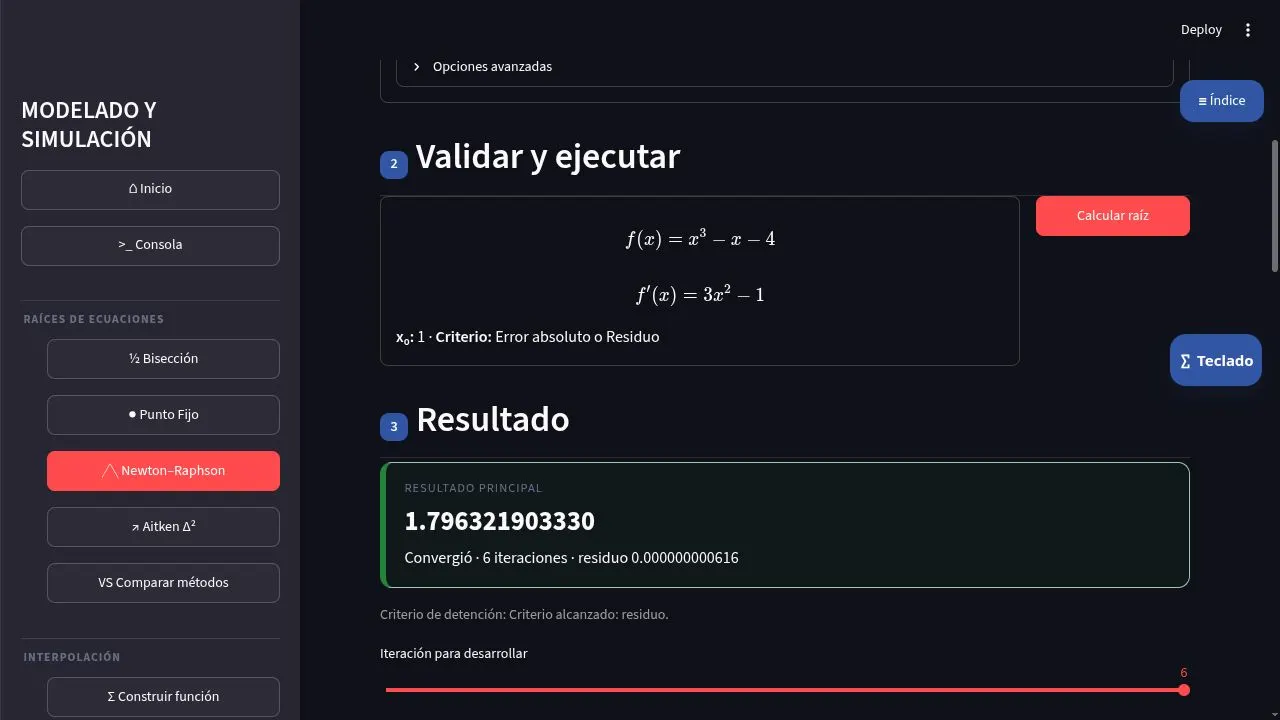 MODELADO Y
SIMULACIÓN
⌂ Inicio
>_ Consola
RAÍCES DE ECUACIONES
½ Bisección
● Punto Fijo
╱╲ Newton–Raphson
↗ Aitken Δ²
VS Comparar métodos
INTERPOLACIÓN
Σ Construir función
Deploy
Opciones avanzadas
≡ Índice
2 Validar y ejecutar
f(x) = x³ − x − 4
f′(x) = 3x² − 1
x₀: 1 · Criterio: Error absoluto o Residuo
Calcular raíz
∑ Teclado
3 Resultado
RESULTADO PRINCIPAL
1.796321903330
Convergió · 6 iteraciones · residuo 0.000000000616
Criterio de detención: Criterio alcanzado: residuo.
Iteración para desarrollar
6